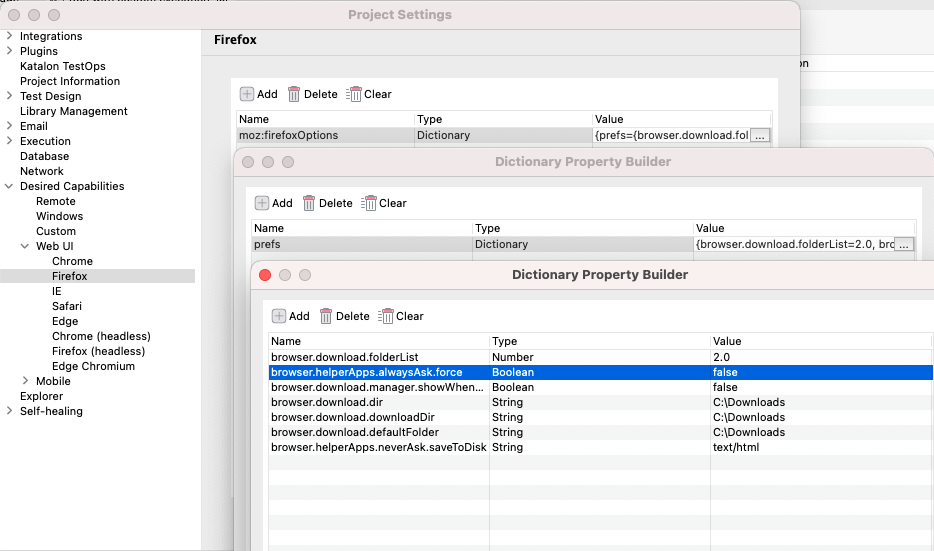 Project Settings
Integrations
Plugins
Katalon TestOps
Project Information
Test Design
Library Management
Email
Execution
Database
Network
Desired Capabilities
Remote
Windows
Custom
Web UI
Chrome
Firefox
IE
Safari
Edge
Chrome (headless)
Firefox (headless)
Edge Chromium
Mobile
Explorer
Self-healing
Firefox
Add Delete Clear
Name Type Value
moz:firefoxOptions Dictionary {prefs={browser.download.fol ...
on
Dictionary Property Builder
Add Delete Clear
Name Type Value
prefs Dictionary {browser.download.folderList=2.0, bro ...
Dictionary Property Builder
Add Delete Clear
Name Type Value
browser.download.folderList Number 2.0
browser.helperApps.alwaysAsk.force Boolean false
browser.download.manager.showWhen... Boolean false
browser.download.dir String C:\Downloads
browser.download.downloadDir String C:\Downloads
browser.download.defaultFolder String C:\Downloads
browser.helperApps.neverAsk.saveToDisk String text/html